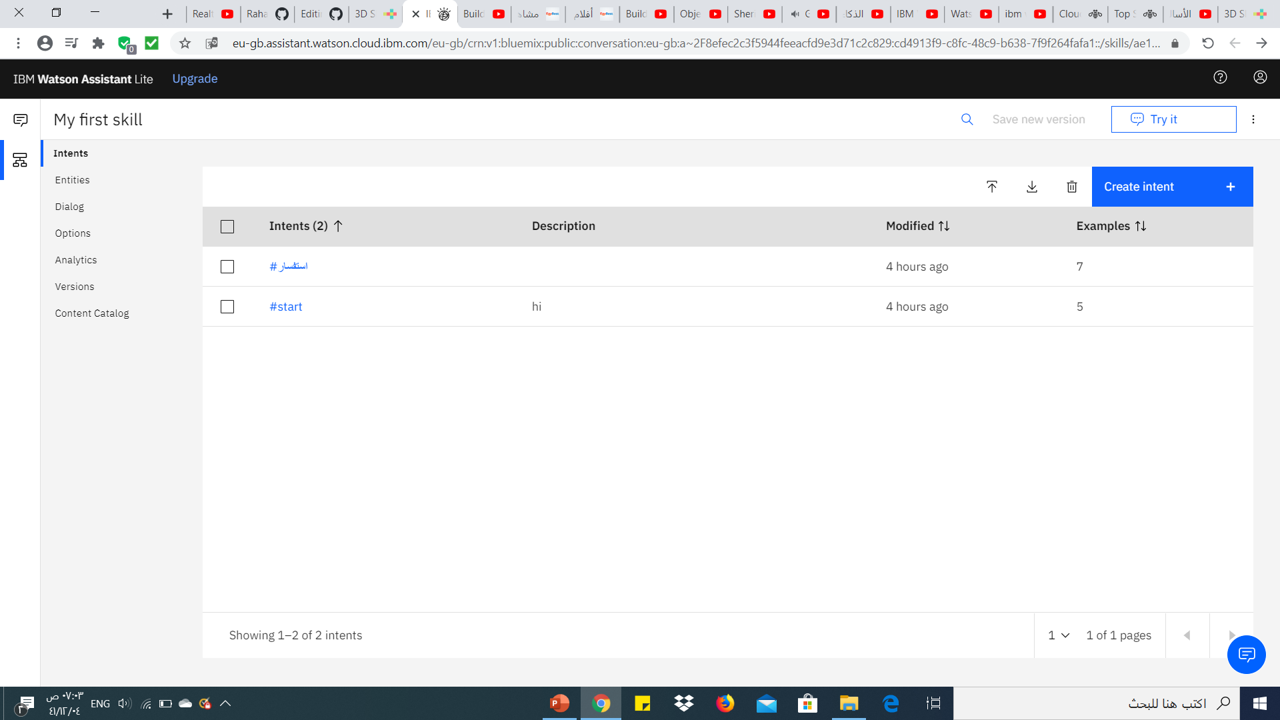 Realt
Raha
Editi
3D S
II
Build
مشاه
أفلام
Build
Obje
Sher
الذكا
IBM
Wats
ibm
Clou
Top S
الأسا
3D S
eu-gb.assistant.watson.cloud.ibm.com/eu-gb/crn:v1:bluemix:public:conversation:eu-gb:a~2F8efec2c3f5944feeacfd9e3d71c2c829:cd4913f9-c8fc-48c9-b638-7f9f264fafa1::/skills/ae1...
0
IBM Watson Assistant Lite Upgrade
My first skill
Save new version
Try it
Intents
Entities
Dialog
Options
Analytics
Versions
Content Catalog
Create intent +
Intents (2) Description Modified Examples
#استفسار 4 hours ago 7
#start hi 4 hours ago 5
Showing 1–2 of 2 intents
1 1 of 1 pages
1
٠٧:٠٣ ص
٤١/١٢/٠٤
ENG
اكتب هنا للبحث